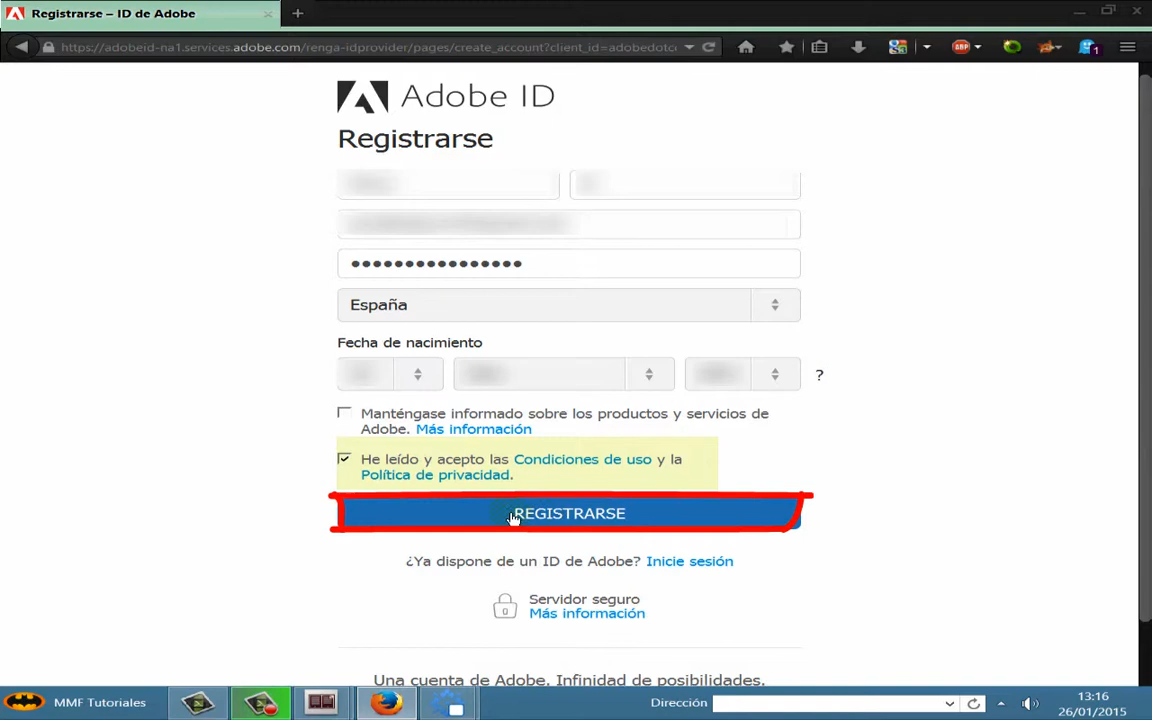 Registrarse – ID de Adobe
https://adobeid-na1.services.adobe.com/renga-idprovider/pages/create_account?client_id=adobedotc
ABP
1
Adobe ID
Registrarse
••••••••••••••••
España
Fecha de nacimiento
?
Manténgase informado sobre los productos y servicios de
Adobe. Más información
He leído y acepto las Condiciones de uso y la
Política de privacidad.
REGISTRARSE
¿Ya dispone de un ID de Adobe? Inicie sesión
Servidor seguro
Más información
Una cuenta de Adobe. Infinidad de posibilidades.
MMF Tutoriales
Dirección
13:16
26/01/2015